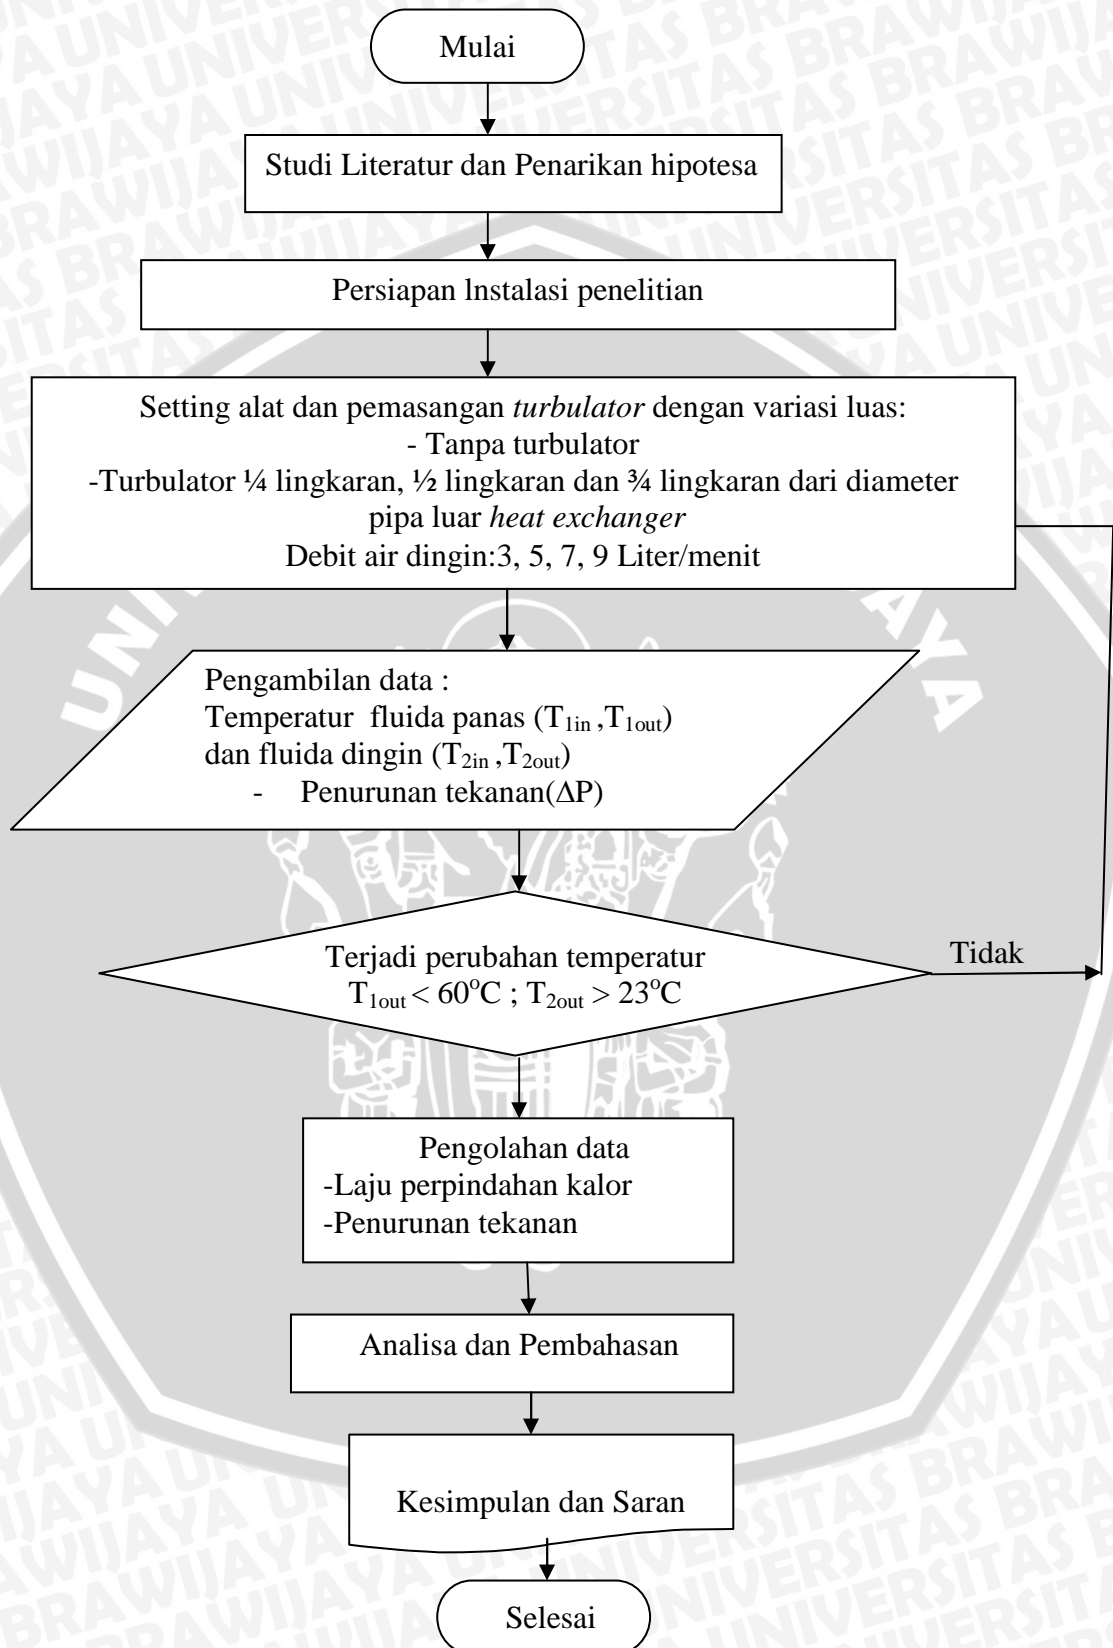 Mulai
Studi Literatur dan Penarikan hipotesa
Persiapan lnstalasi penelitian
Setting alat dan pemasangan turbulator dengan variasi luas:
- Tanpa turbulator
-Turbulator ¼ lingkaran, ½ lingkaran dan ¾ lingkaran dari diameter
pipa luar heat exchanger
Debit air dingin:3, 5, 7, 9 Liter/menit
Pengambilan data :
Temperatur fluida panas (T1in ,T1out)
dan fluida dingin (T2in ,T2out)
- Penurunan tekanan(ΔP)
Terjadi perubahan temperatur
T1out < 60°C ; T2out > 23°C
Tidak
Pengolahan data
-Laju perpindahan kalor
-Penurunan tekanan
Analisa dan Pembahasan
Kesimpulan dan Saran
Selesai